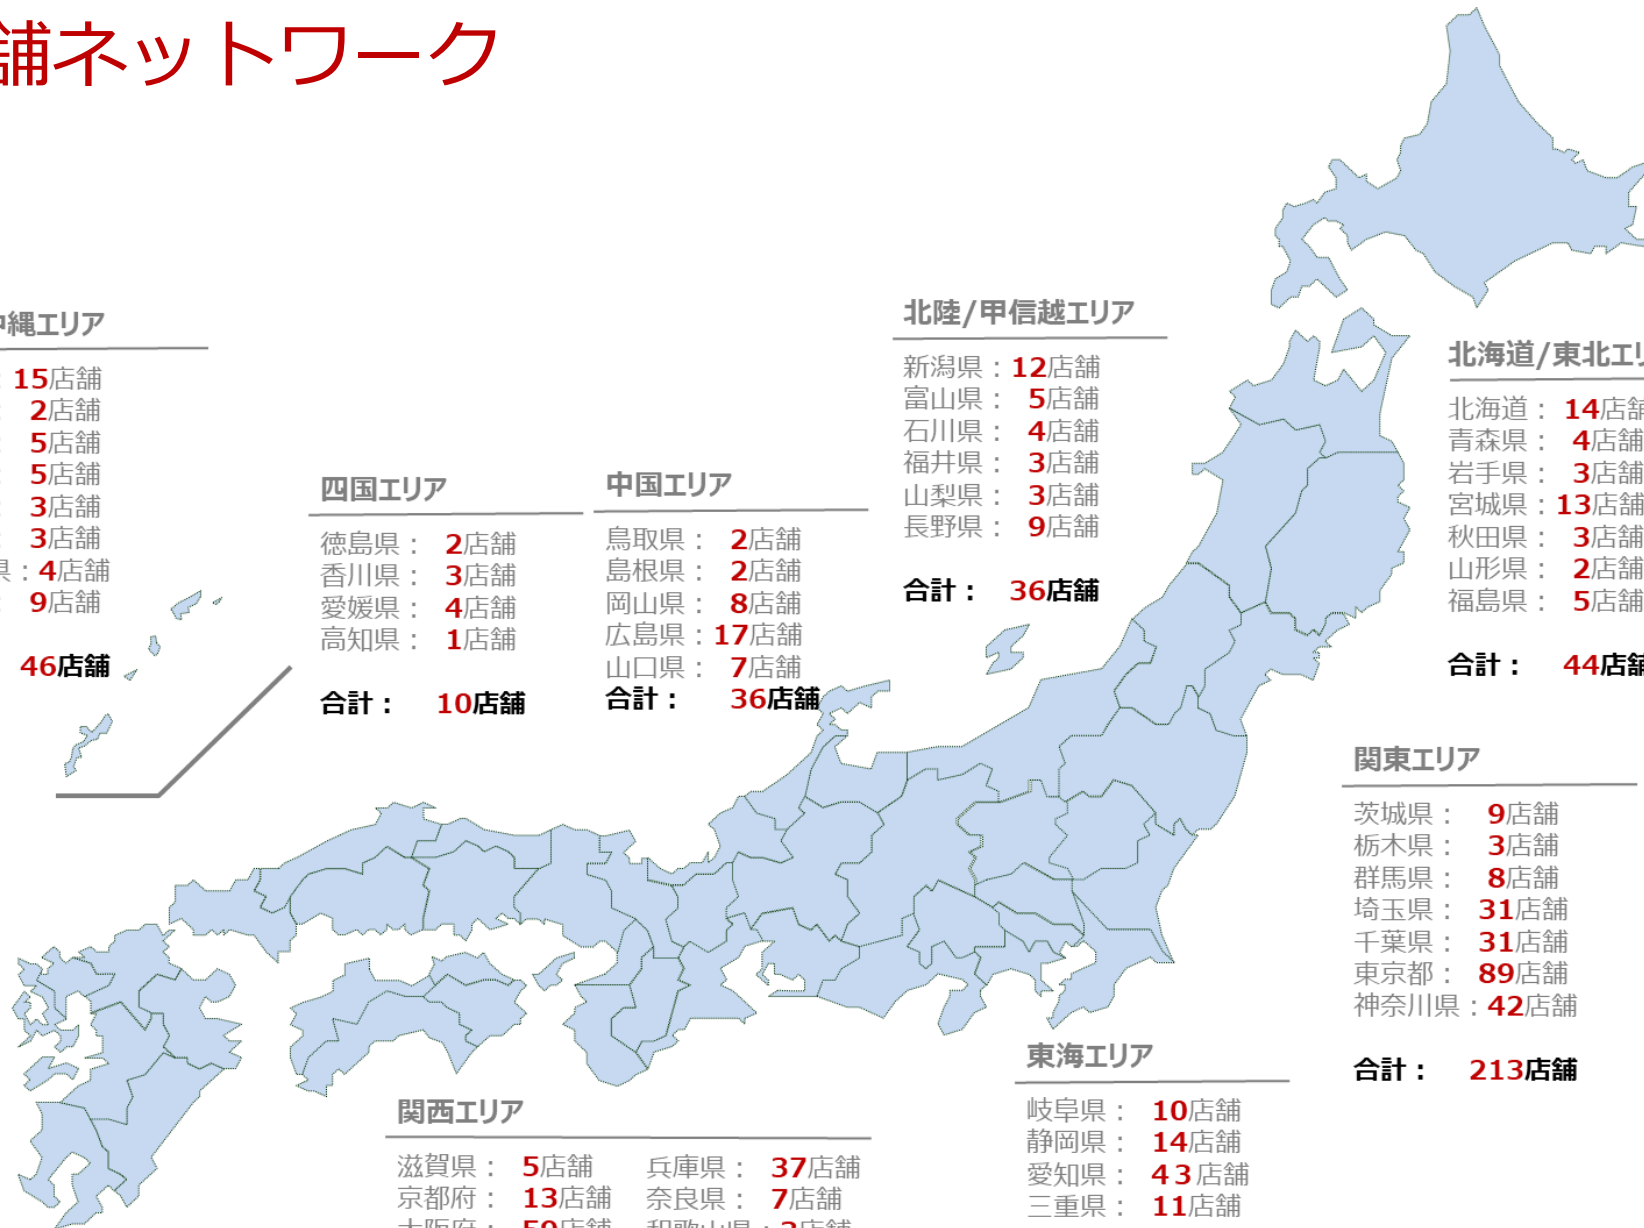 舗ネットワーク
縄エリア
15店舗
2店舗
5店舗
5店舗
3店舗
3店舗
県：4店舗
9店舗
46店舗
四国エリア
徳島県： 2店舗
香川県： 3店舗
愛媛県： 4店舗
高知県： 1店舗
合計： 10店舗
中国エリア
鳥取県： 2店舗
島根県： 2店舗
岡山県： 8店舗
広島県：17店舗
山口県： 7店舗
合計： 36店舗
北陸/甲信越エリア
新潟県：12店舗
富山県： 5店舗
石川県： 4店舗
福井県： 3店舗
山梨県： 3店舗
長野県： 9店舗
合計： 36店舗
北海道/東北エリ
北海道： 14店舗
青森県： 4店舗
岩手県： 3店舗
宮城県：13店舗
秋田県： 3店舗
山形県： 2店舗
福島県： 5店舗
合計： 44店舗
関東エリア
茨城県： 9店舗
栃木県： 3店舗
群馬県： 8店舗
埼玉県： 31店舗
千葉県： 31店舗
東京都： 89店舗
神奈川県：42店舗
合計： 213店舗
東海エリア
岐阜県： 10店舗
静岡県： 14店舗
愛知県： 43店舗
三重県： 11店舗
関西エリア
滋賀県： 5店舗 兵庫県： 37店舗
京都府： 13店舗 奈良県： 7店舗
大阪府： 59店舗 和歌山県：3店舗